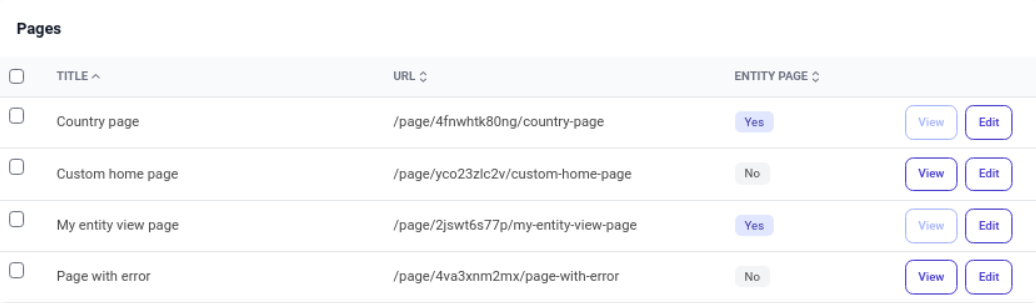 Pages
TITLE URL ENTITY PAGE
Country page /page/4fnwhtk80ng/country-page Yes View Edit
Custom home page /page/yco23zlc2v/custom-home-page No View Edit
My entity view page /page/2jswt6s77p/my-entity-view-page Yes View Edit
Page with error /page/4va3xnm2mx/page-with-error No View Edit